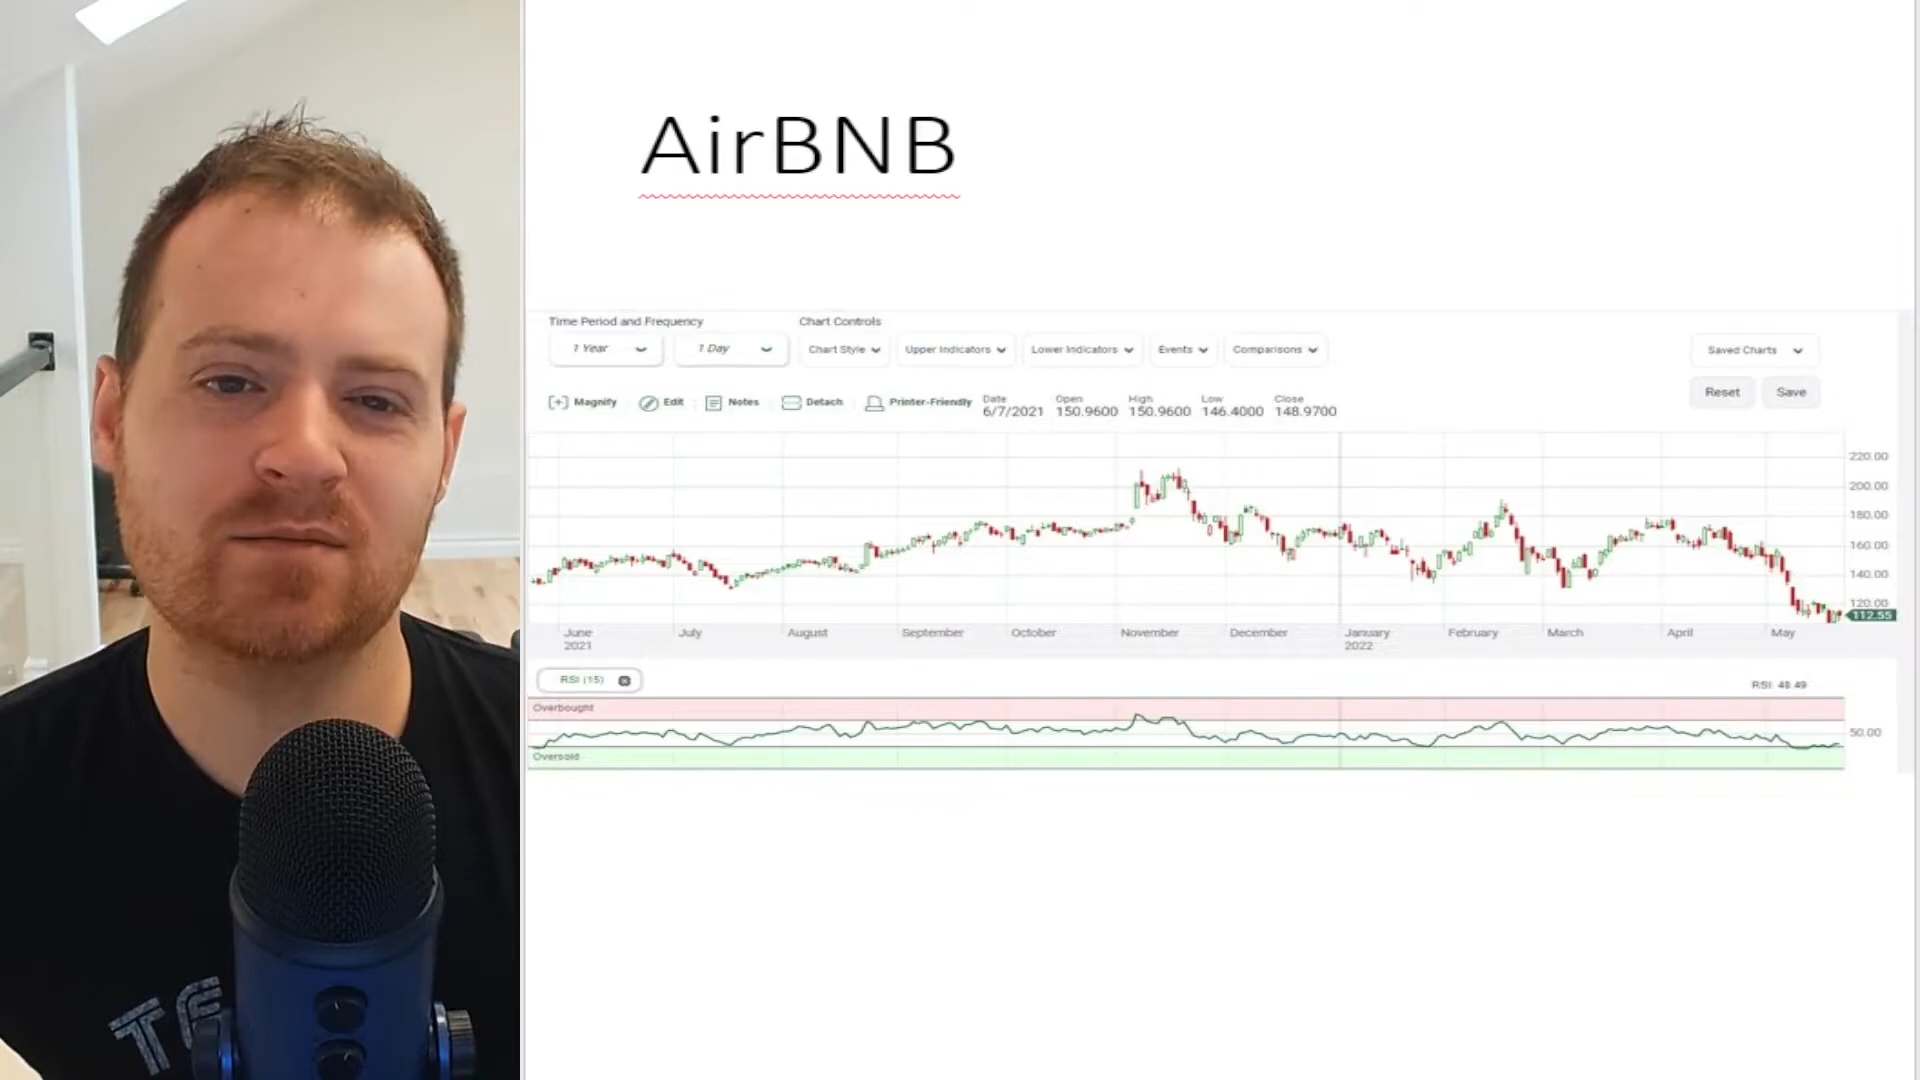 AirBNB
Time Period and Frequency
Chart Controls
1 Year
1 Day
Chart Style
Upper Indicators
Lower Indicators
Events
Comparisons
Saved Charts
Reset
Save
Magnify
Edit
Notes
Detach
Printer-Friendly
Date Open High Low Close
6/7/2021 150.9600 150.9600 146.4000 148.9700
220.00
200.00
180.00
160.00
140.00
120.00
112.55
June July August September October November December January February March April May
2021 2022
RSI (15)
RSI: 48.49
Overbought
50.00
Oversold
TE